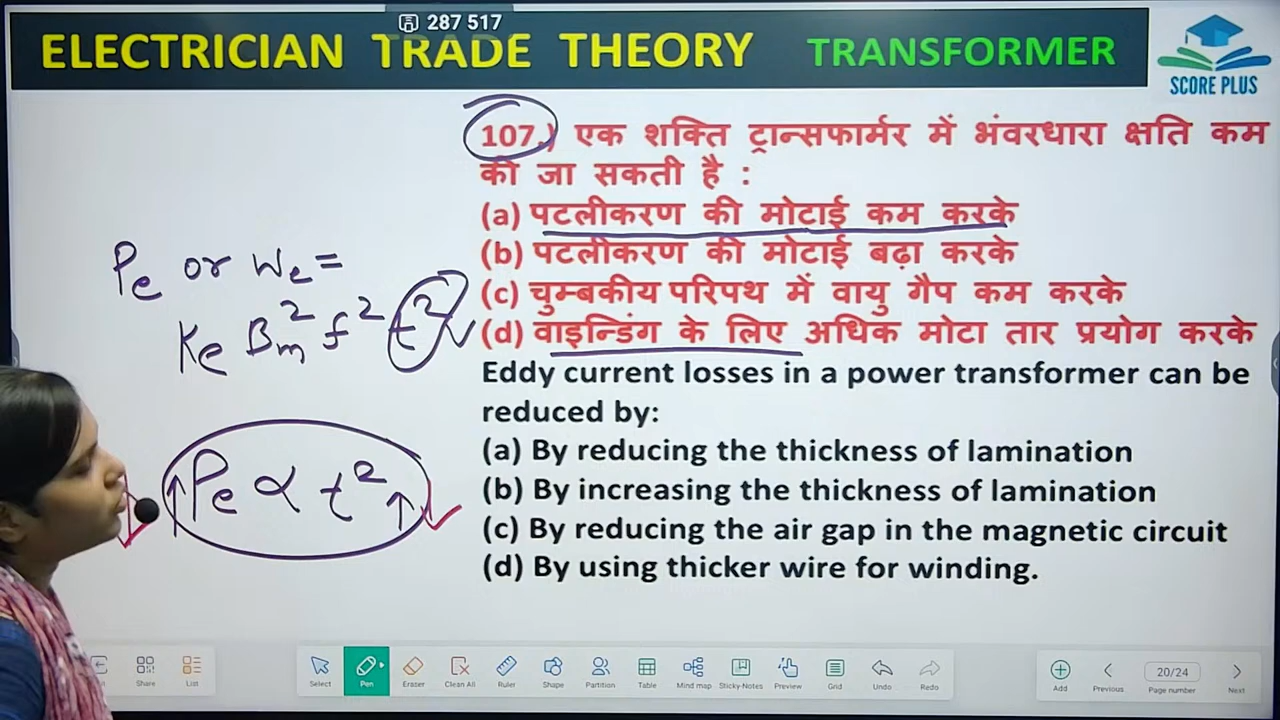 287 517
ELECTRICIAN TRADE THEORY TRANSFORMER
SCORE PLUS
107.) एक शक्ति ट्रान्सफार्मर में भंवरधारा क्षति कम
की जा सकती है :
(a) पटलीकरण की मोटाई कम करके
(b) पटलीकरण की मोटाई बढ़ा करके
(c) चुम्बकीय परिपथ में वायु गैप कम करके
(d) वाइन्डिंग के लिए अधिक मोटा तार प्रयोग करके
Eddy current losses in a power transformer can be
reduced by:
(a) By reducing the thickness of lamination
(b) By increasing the thickness of lamination
(c) By reducing the air gap in the magnetic circuit
(d) By using thicker wire for winding.
Pe or We =
Ke Bm² f² t²
↑Pe ∝ t²↑
Share List
Select Pen Eraser Clean All Ruler Shape Partition Table Mind map Sticky-Notes Preview Grid Undo Redo
Add Previous 20/24 Page number Next